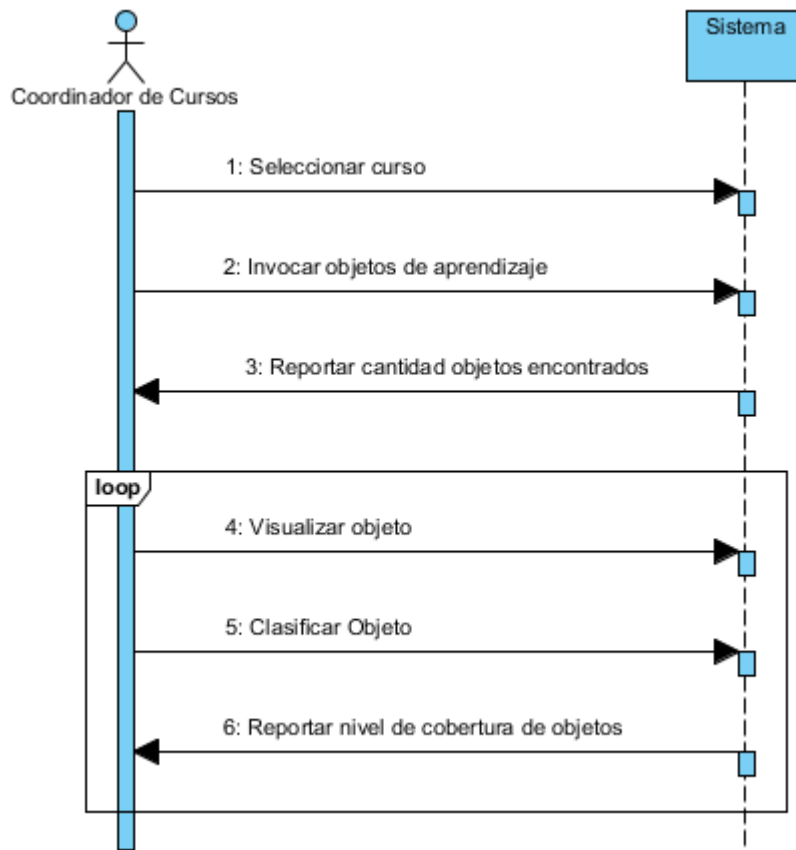 Sistema
Coordinador de Cursos
1: Seleccionar curso
2: Invocar objetos de aprendizaje
3: Reportar cantidad objetos encontrados
loop
4: Visualizar objeto
5: Clasificar Objeto
6: Reportar nivel de cobertura de objetos